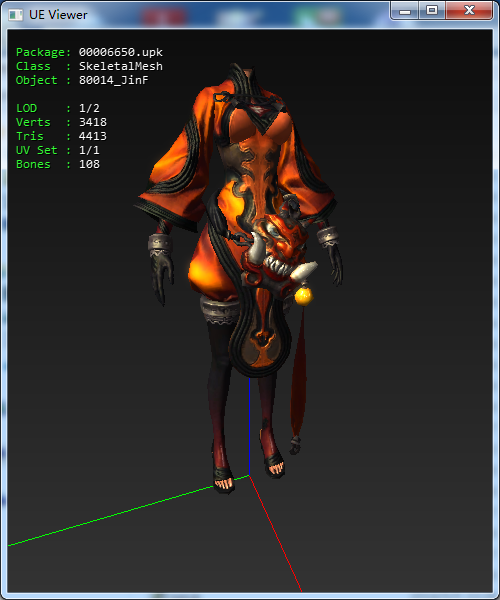 UE Viewer
Package: 00006650.upk
Class : SkeletalMesh
Object : 80014_JinF
LOD : 1/2
Verts : 3418
Tris : 4413
UV Set : 1/1
Bones : 108